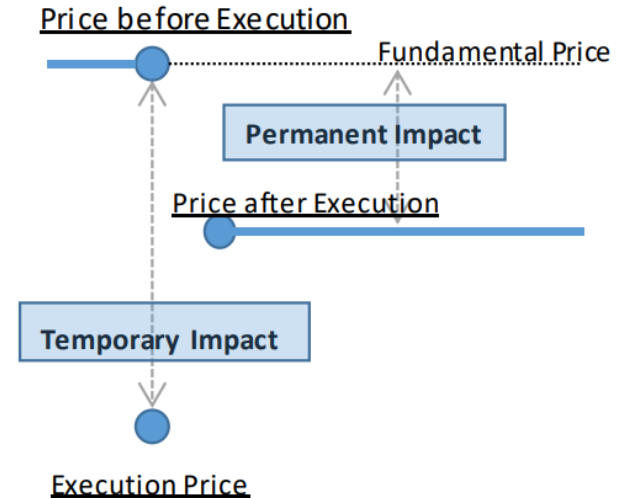 Price before Execution
Fundamental Price
Permanent Impact
Price after Execution
Temporary Impact
Execution Price